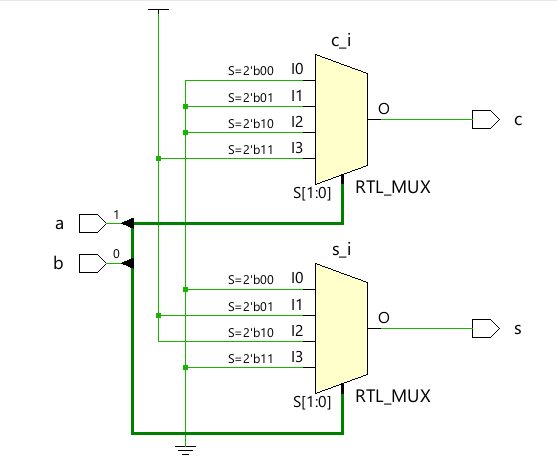 c_i
S=2'b00 I0
S=2'b01 I1
S=2'b10 I2
S=2'b11 I3
O
c
S[1:0]
RTL_MUX
a
1
b
0
s_i
S=2'b00 I0
S=2'b01 I1
S=2'b10 I2
S=2'b11 I3
O
s
S[1:0]
RTL_MUX